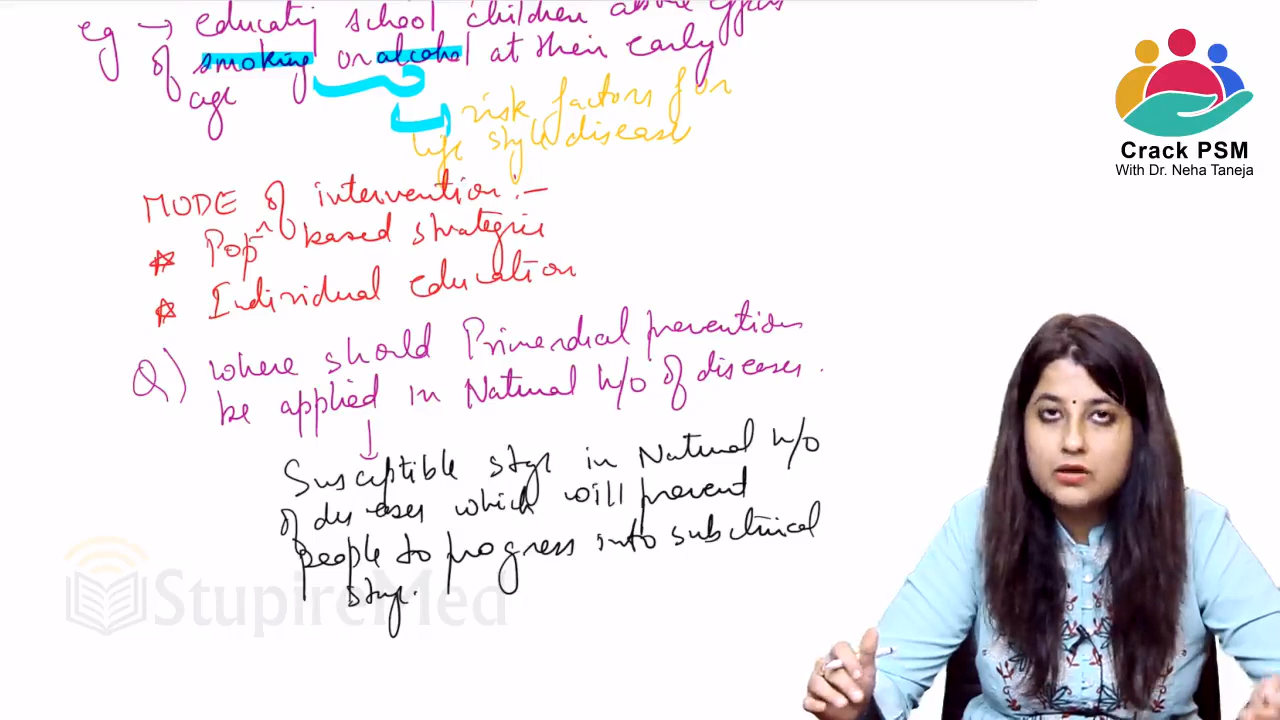 eg → educating school children above effects
of smoking or alcohol at their early
age
risk factors for
life style diseases
MODE of intervention :-
* Popⁿ based strategies
* Individual education
Q) where should Primordial prevention
be applied in Natural h/o of diseases.
Susceptible stage in Natural h/o
of diseases which will prevent
people to progress into subclinical
stage.
Crack PSM
With Dr. Neha Taneja
StupireMed